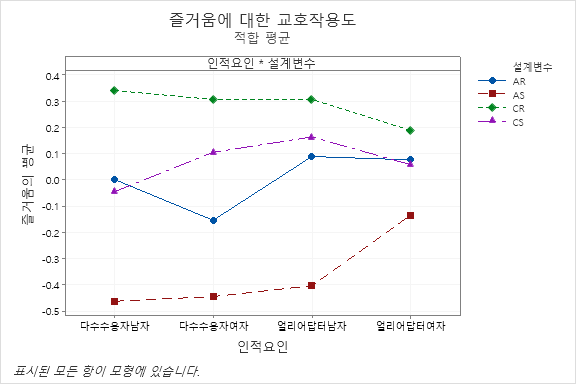 즐거움에 대한 교호작용도
적합 평균
인적요인 * 설계변수
설계변수
AR
AS
CR
CS
즐거움의 평균
0.4
0.3
0.2
0.1
0.0
-0.1
-0.2
-0.3
-0.4
-0.5
다수수용자남자 다수수용자여자 얼리어답터남자 얼리어답터여자
인적요인
표시된 모든 항이 모형에 있습니다.